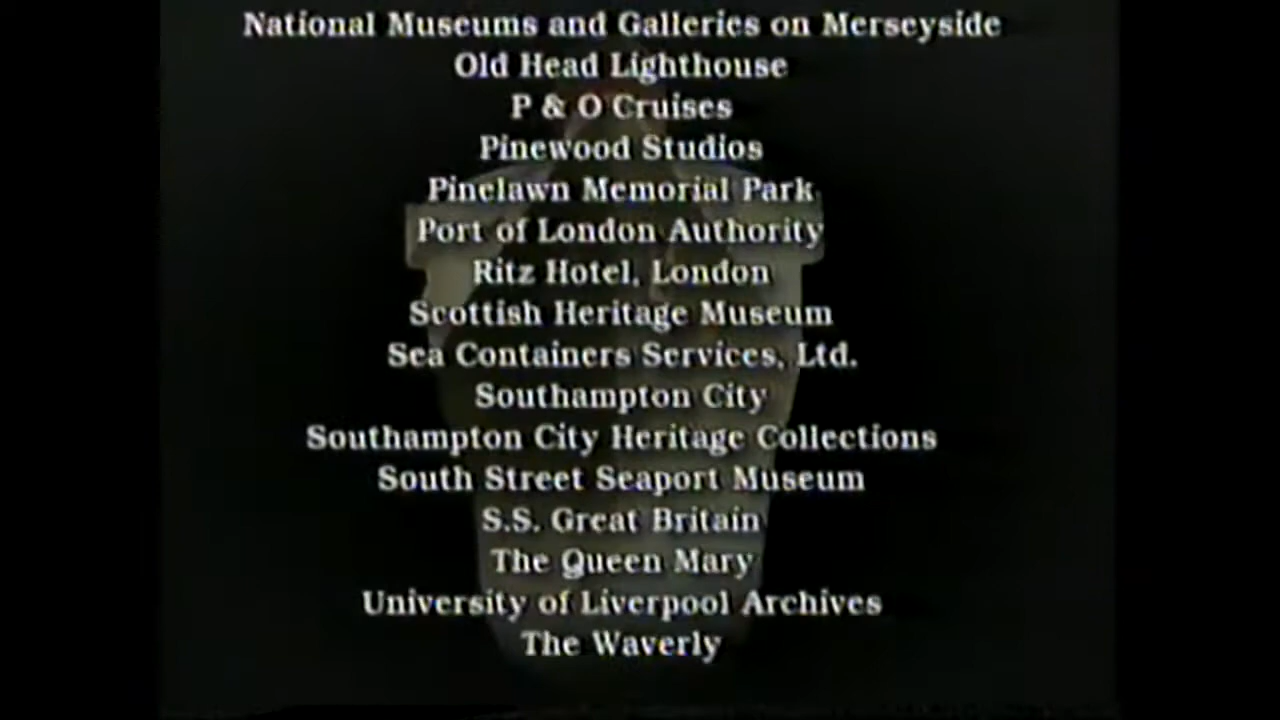 National Museums and Galleries on Merseyside
Old Head Lighthouse
P & O Cruises
Pinewood Studios
Pinelawn Memorial Park
Port of London Authority
Ritz Hotel, London
Scottish Heritage Museum
Sea Containers Services, Ltd.
Southampton City
Southampton City Heritage Collections
South Street Seaport Museum
S.S. Great Britain
The Queen Mary
University of Liverpool Archives
The Waverly